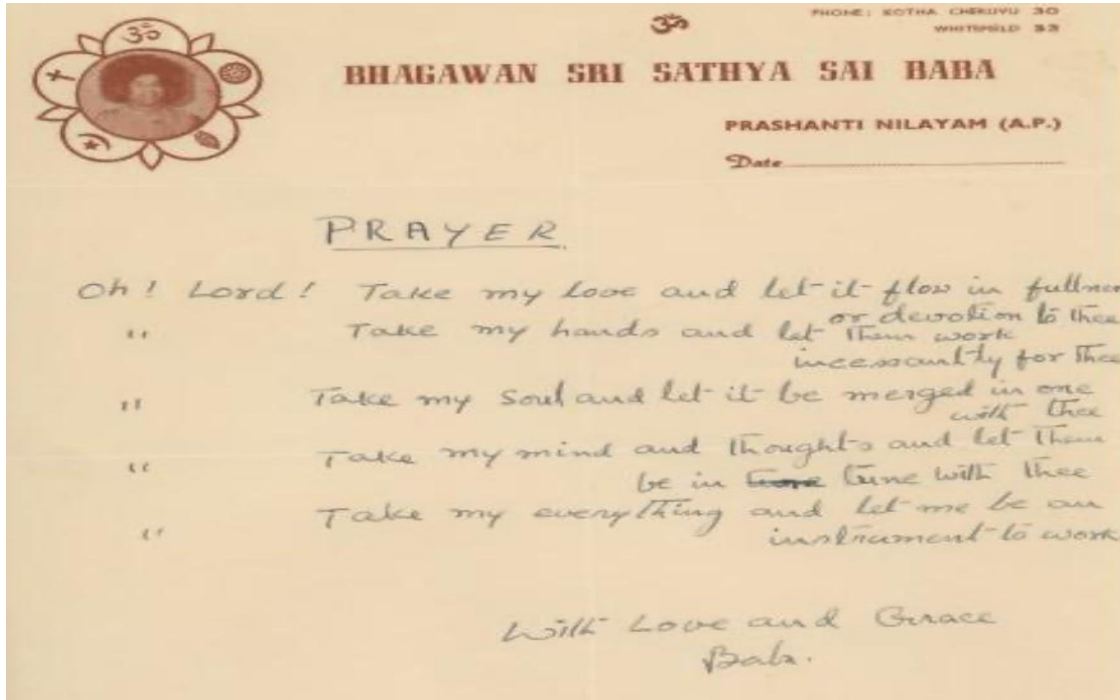 ॐ
ॐ
PHONE: KOTHA CHERUVU 30
WHITEFIELD 33
BHAGAWAN SRI SATHYA SAI BABA
PRASHANTI NILAYAM (A.P.)
Date
PRAYER
Oh! Lord! Take my love and let it flow in fullnes
or devotion to thee
" Take my hands and let them work
incessantly for thee
" Take my soul and let it be merged in one
with thee
" Take my mind and thoughts and let them
be in tune with thee
" Take my everything and let me be an
instrument to work
With Love and Grace
Baba.